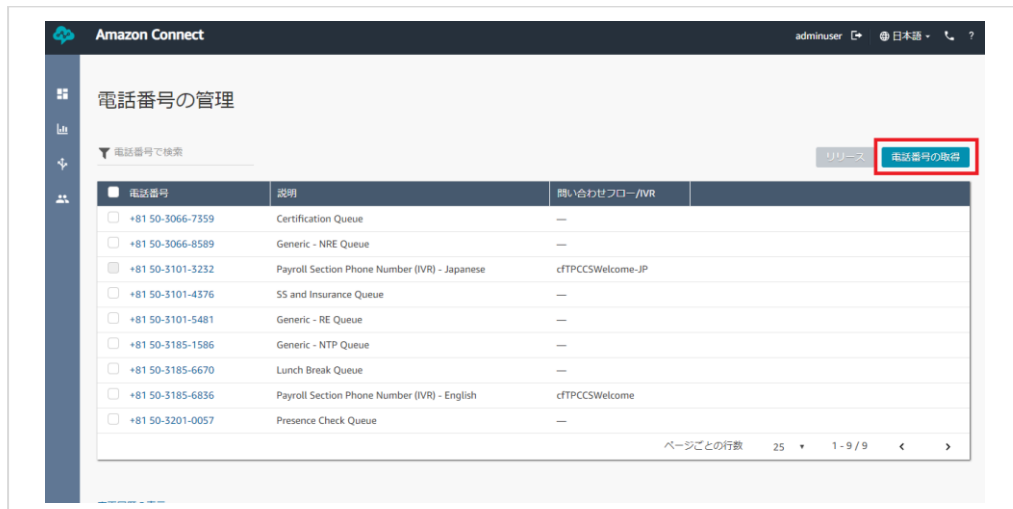 Amazon Connect adminuser 日本語 ?
電話番号の管理
電話番号で検索
リリース 電話番号の取得
電話番号 説明 問い合わせフロー/IVR
+81 50-3066-7359 Certification Queue —
+81 50-3066-8589 Generic - NRE Queue —
+81 50-3101-3232 Payroll Section Phone Number (IVR) - Japanese cfTPCCSWelcome-JP
+81 50-3101-4376 SS and Insurance Queue —
+81 50-3101-5481 Generic - RE Queue —
+81 50-3185-1586 Generic - NTP Queue —
+81 50-3185-6670 Lunch Break Queue —
+81 50-3185-6836 Payroll Section Phone Number (IVR) - English cfTPCCSWelcome
+81 50-3201-0057 Presence Check Queue —
ページごとの行数 25 1 - 9 / 9